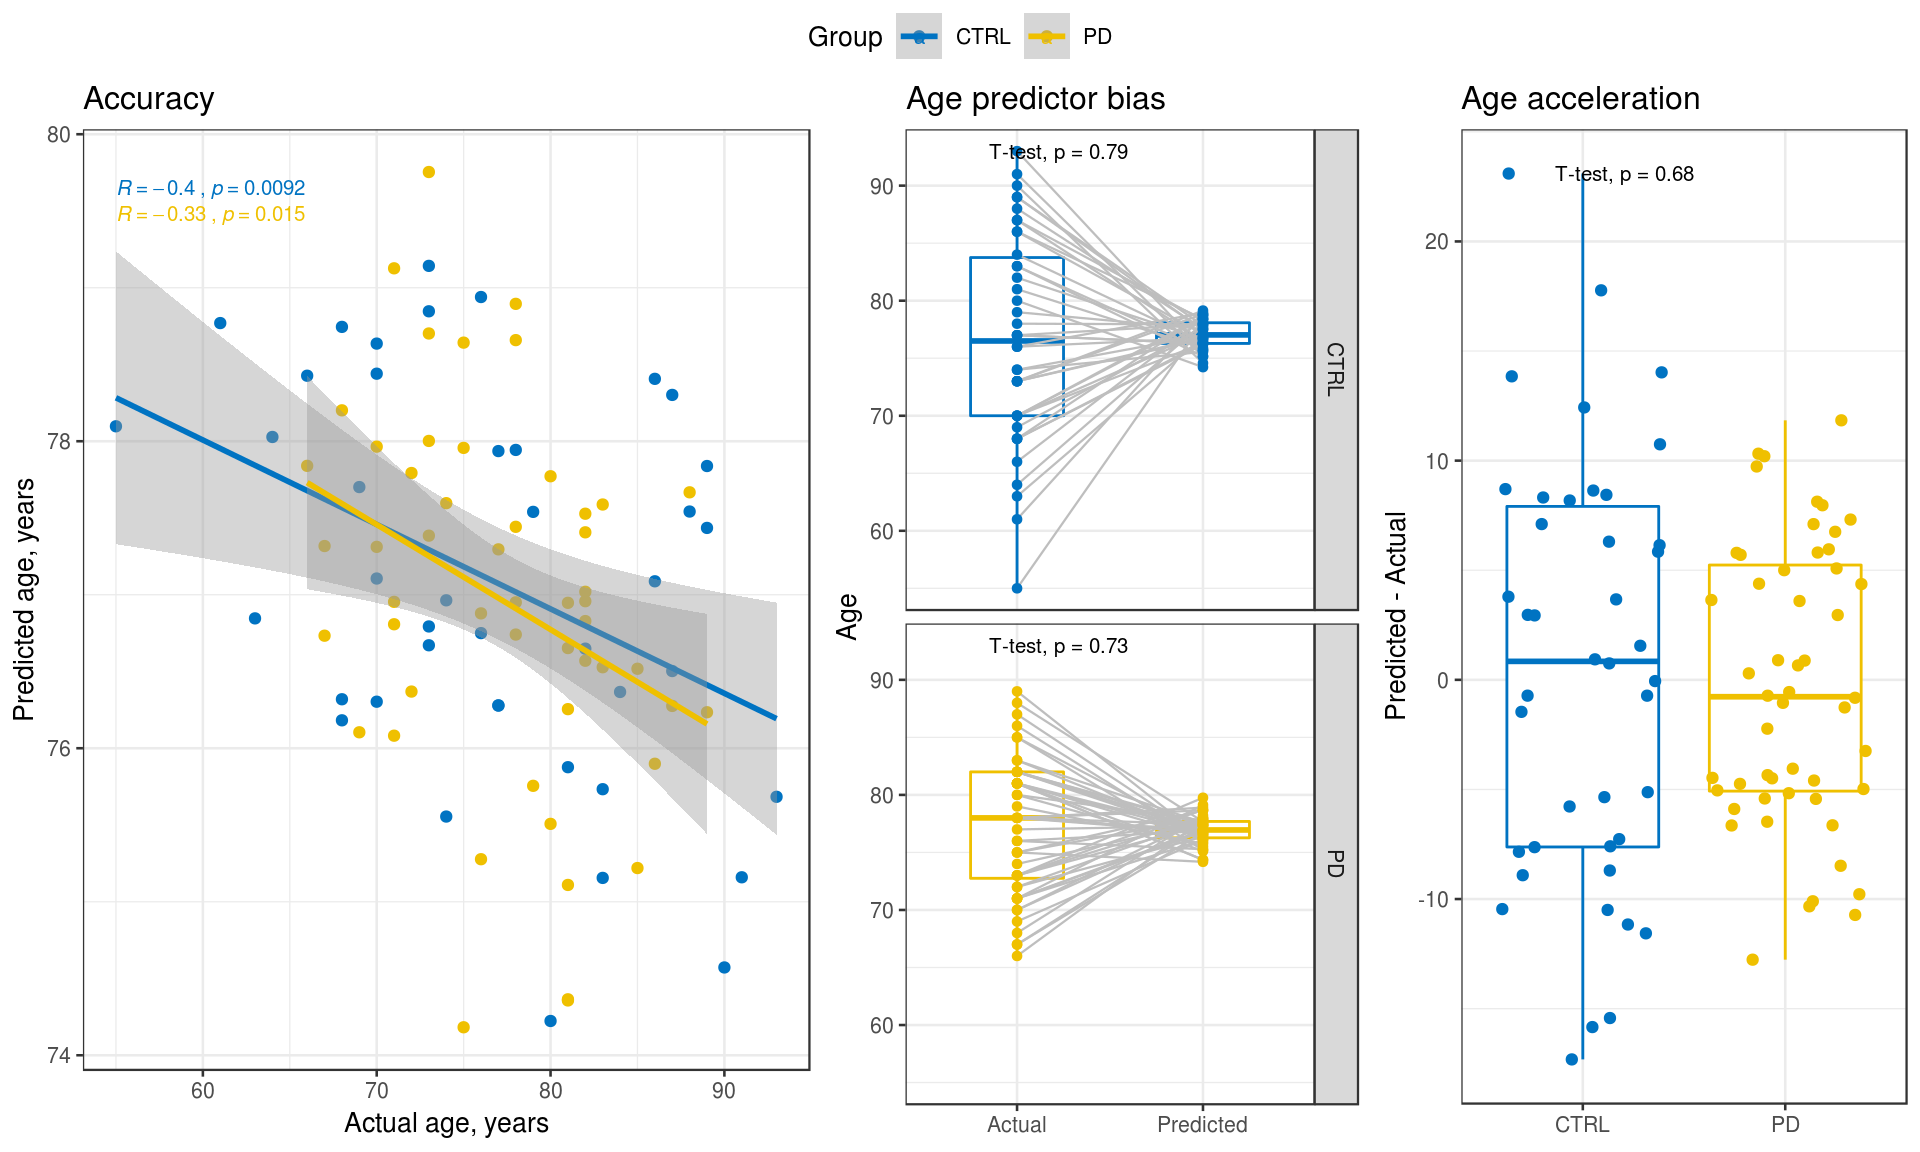 Group CTRL PD
Accuracy
Age predictor bias
Age acceleration
R = −0.4 , p = 0.0092
R = −0.33 , p = 0.015
80
78
76
74
60 70 80 90
Predicted age, years
Actual age, years
T-test, p = 0.79
90
80
70
60
CTRL
Age
T-test, p = 0.73
90
80
70
60
PD
Actual Predicted
T-test, p = 0.68
20
10
0
-10
Predicted - Actual
CTRL PD